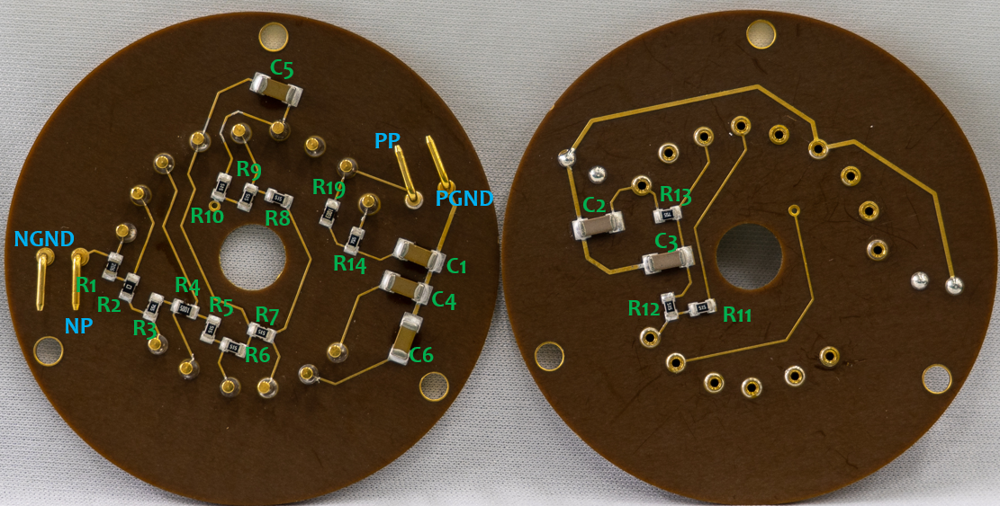 C5
PP
R9
R19
R10
R8
PGND
NGND
R14
C1
R1
R2
R4
R5
R7
C4
NP
R3
R6
C6
C2
R13
C3
R12
R11